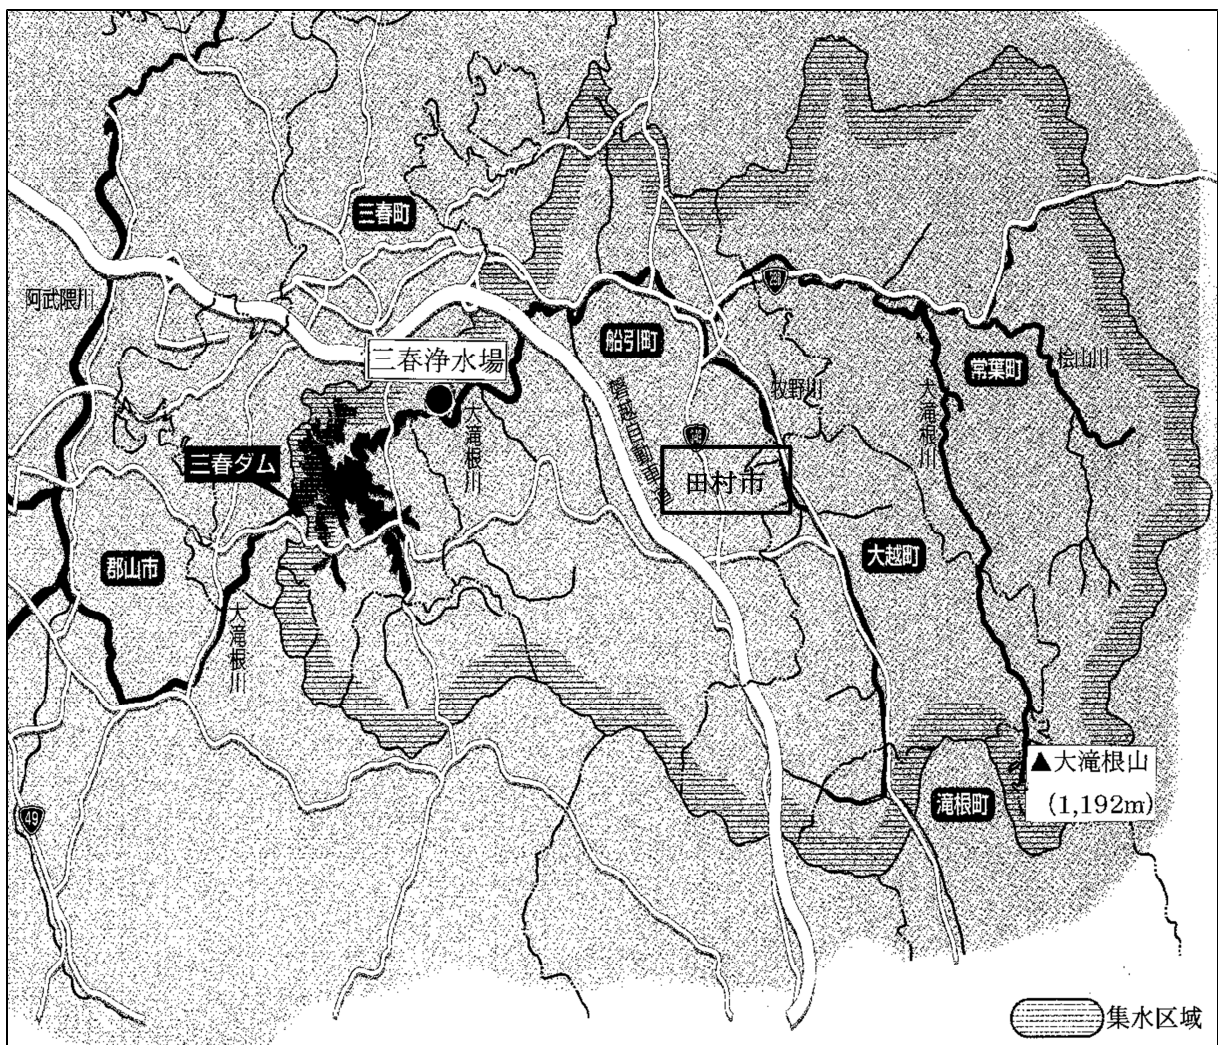 三春町
阿武隈川
288
船引町
三春浄水場
常葉町
桧山川
牧野川
大滝根川
大滝根川
磐越自動車道
三春ダム
田村市
大越町
郡山市
大滝根川
▲大滝根山
(1,192m)
滝根町
49
集水区域